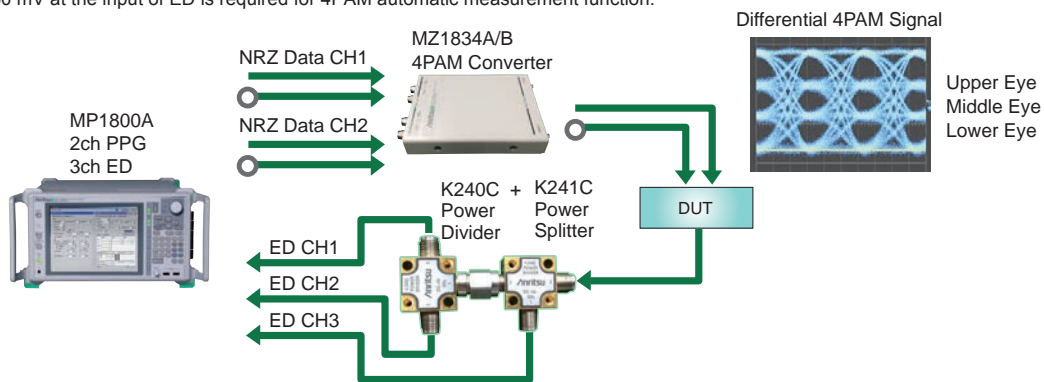 0 mV at the input of ED is required for 4PAM automatic measurement function.
Differential 4PAM Signal
MZ1834A/B
4PAM Converter
NRZ Data CH1
NRZ Data CH2
Upper Eye
Middle Eye
Lower Eye
MP1800A
2ch PPG
3ch ED
K240C + K241C
Power Power
Divider Splitter
DUT
ED CH1
ED CH2
ED CH3
Anritsu
Anritsu